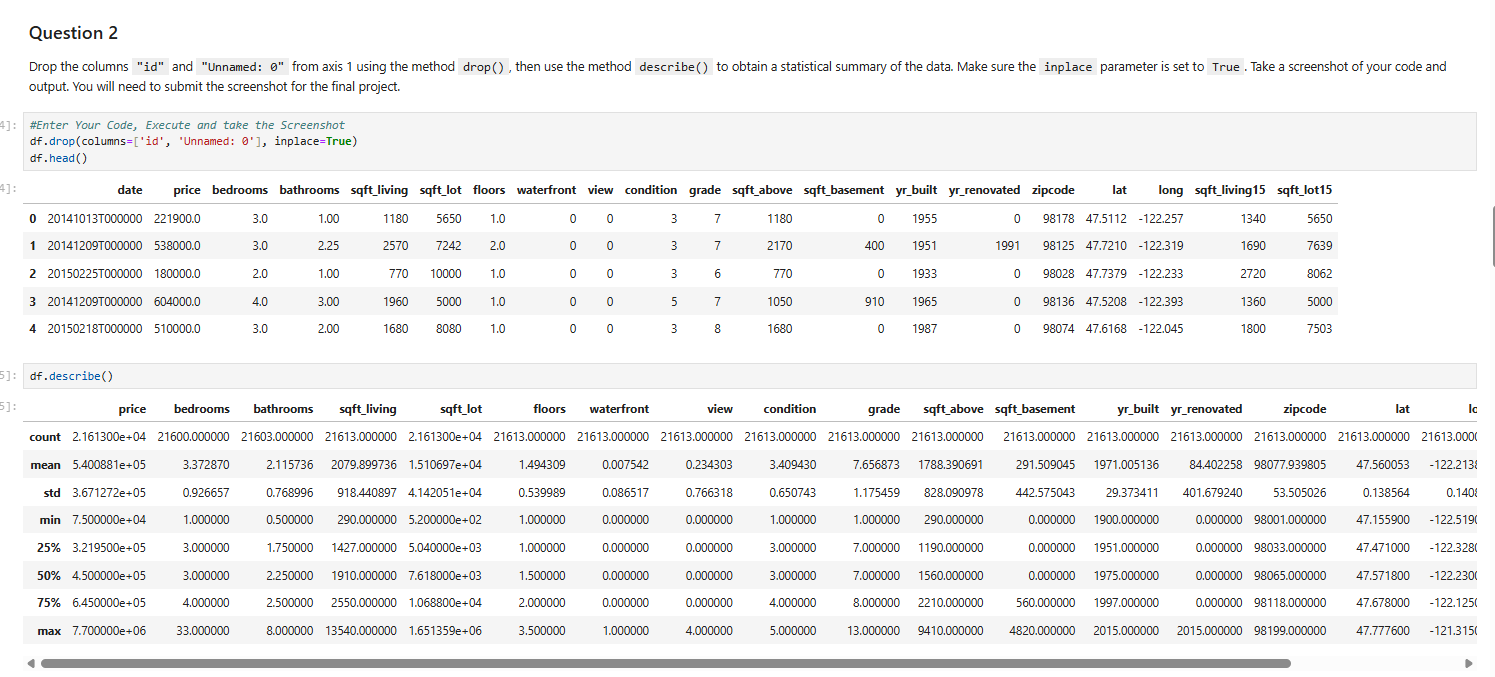 Question 2
Drop the columns "id" and "Unnamed: 0" from axis 1 using the method drop(), then use the method describe() to obtain a statistical summary of the data. Make sure the inplace parameter is set to True. Take a screenshot of your code and
output. You will need to submit the screenshot for the final project.
4]: #Enter Your Code, Execute and take the Screenshot
df.drop(columns=['id', 'Unnamed: 0'], inplace=True)
df.head()
4]: date price bedrooms bathrooms sqft_living sqft_lot floors waterfront view condition grade sqft_above sqft_basement yr_built yr_renovated zipcode lat long sqft_living15 sqft_lot15
0 20141013T000000 221900.0 3.0 1.00 1180 5650 1.0 0 0 3 7 1180 0 1955 0 98178 47.5112 -122.257 1340 5650
1 20141209T000000 538000.0 3.0 2.25 2570 7242 2.0 0 0 3 7 2170 400 1951 1991 98125 47.7210 -122.319 1690 7639
2 20150225T000000 180000.0 2.0 1.00 770 10000 1.0 0 0 3 6 770 0 1933 0 98028 47.7379 -122.233 2720 8062
3 20141209T000000 604000.0 4.0 3.00 1960 5000 1.0 0 0 5 7 1050 910 1965 0 98136 47.5208 -122.393 1360 5000
4 20150218T000000 510000.0 3.0 2.00 1680 8080 1.0 0 0 3 8 1680 0 1987 0 98074 47.6168 -122.045 1800 7503
5]: df.describe()
5]: price bedrooms bathrooms sqft_living sqft_lot floors waterfront view condition grade sqft_above sqft_basement yr_built yr_renovated zipcode lat lo
count 2.161300e+04 21600.000000 21603.000000 21613.000000 2.161300e+04 21613.000000 21613.000000 21613.000000 21613.000000 21613.000000 21613.000000 21613.000000 21613.000000 21613.000000 21613.000000 21613.000000 21613.000
mean 5.400881e+05 3.372870 2.115736 2079.899736 1.510697e+04 1.494309 0.007542 0.234303 3.409430 7.656873 1788.390691 291.509045 1971.005136 84.402258 98077.939805 47.560053 -122.213
std 3.671272e+05 0.926657 0.768996 918.440897 4.142051e+04 0.539989 0.086517 0.766318 0.650743 1.175459 828.090978 442.575043 29.373411 401.679240 53.505026 0.138564 0.140
min 7.500000e+04 1.000000 0.500000 290.000000 5.200000e+02 1.000000 0.000000 0.000000 1.000000 1.000000 290.000000 0.000000 1900.000000 0.000000 98001.000000 47.155900 -122.519
25% 3.219500e+05 3.000000 1.750000 1427.000000 5.040000e+03 1.000000 0.000000 0.000000 3.000000 7.000000 1190.000000 0.000000 1951.000000 0.000000 98033.000000 47.471000 -122.328
50% 4.500000e+05 3.000000 2.250000 1910.000000 7.618000e+03 1.500000 0.000000 0.000000 3.000000 7.000000 1560.000000 0.000000 1975.000000 0.000000 98065.000000 47.571800 -122.230
75% 6.450000e+05 4.000000 2.500000 2550.000000 1.068800e+04 2.000000 0.000000 0.000000 4.000000 8.000000 2210.000000 560.000000 1997.000000 0.000000 98118.000000 47.678000 -122.125
max 7.700000e+06 33.000000 8.000000 13540.000000 1.651359e+06 3.500000 1.000000 4.000000 5.000000 13.000000 9410.000000 4820.000000 2015.000000 2015.000000 98199.000000 47.777600 -121.315